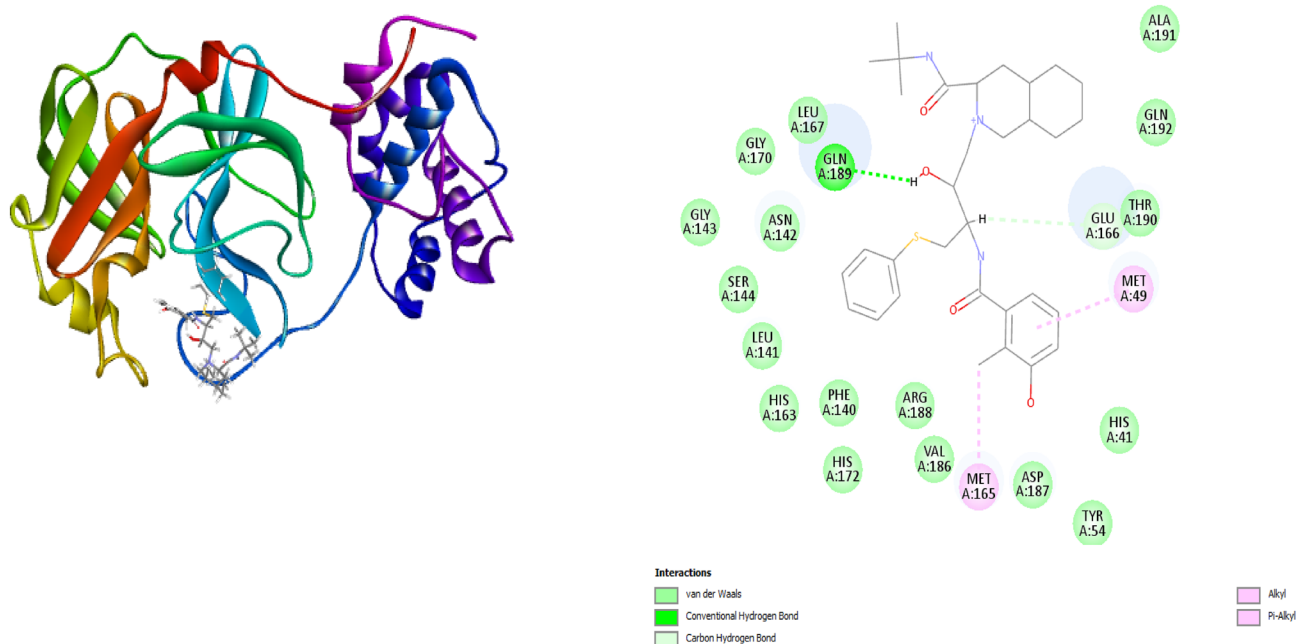 ALA
A:191
LEU
A:167
GLN
A:192
GLY
A:170
GLN
A:189
H
O
N
O
N
+
H
GLU
A:166
THR
A:190
GLY
A:143
ASN
A:142
S
N
O
MET
A:49
SER
A:144
LEU
A:141
HIS
A:163
PHE
A:140
ARG
A:188
O
HIS
A:41
HIS
A:172
VAL
A:186
MET
A:165
ASP
A:187
TYR
A:54
Interactions
van der Waals
Conventional Hydrogen Bond
Carbon Hydrogen Bond
Alkyl
Pi-Alkyl